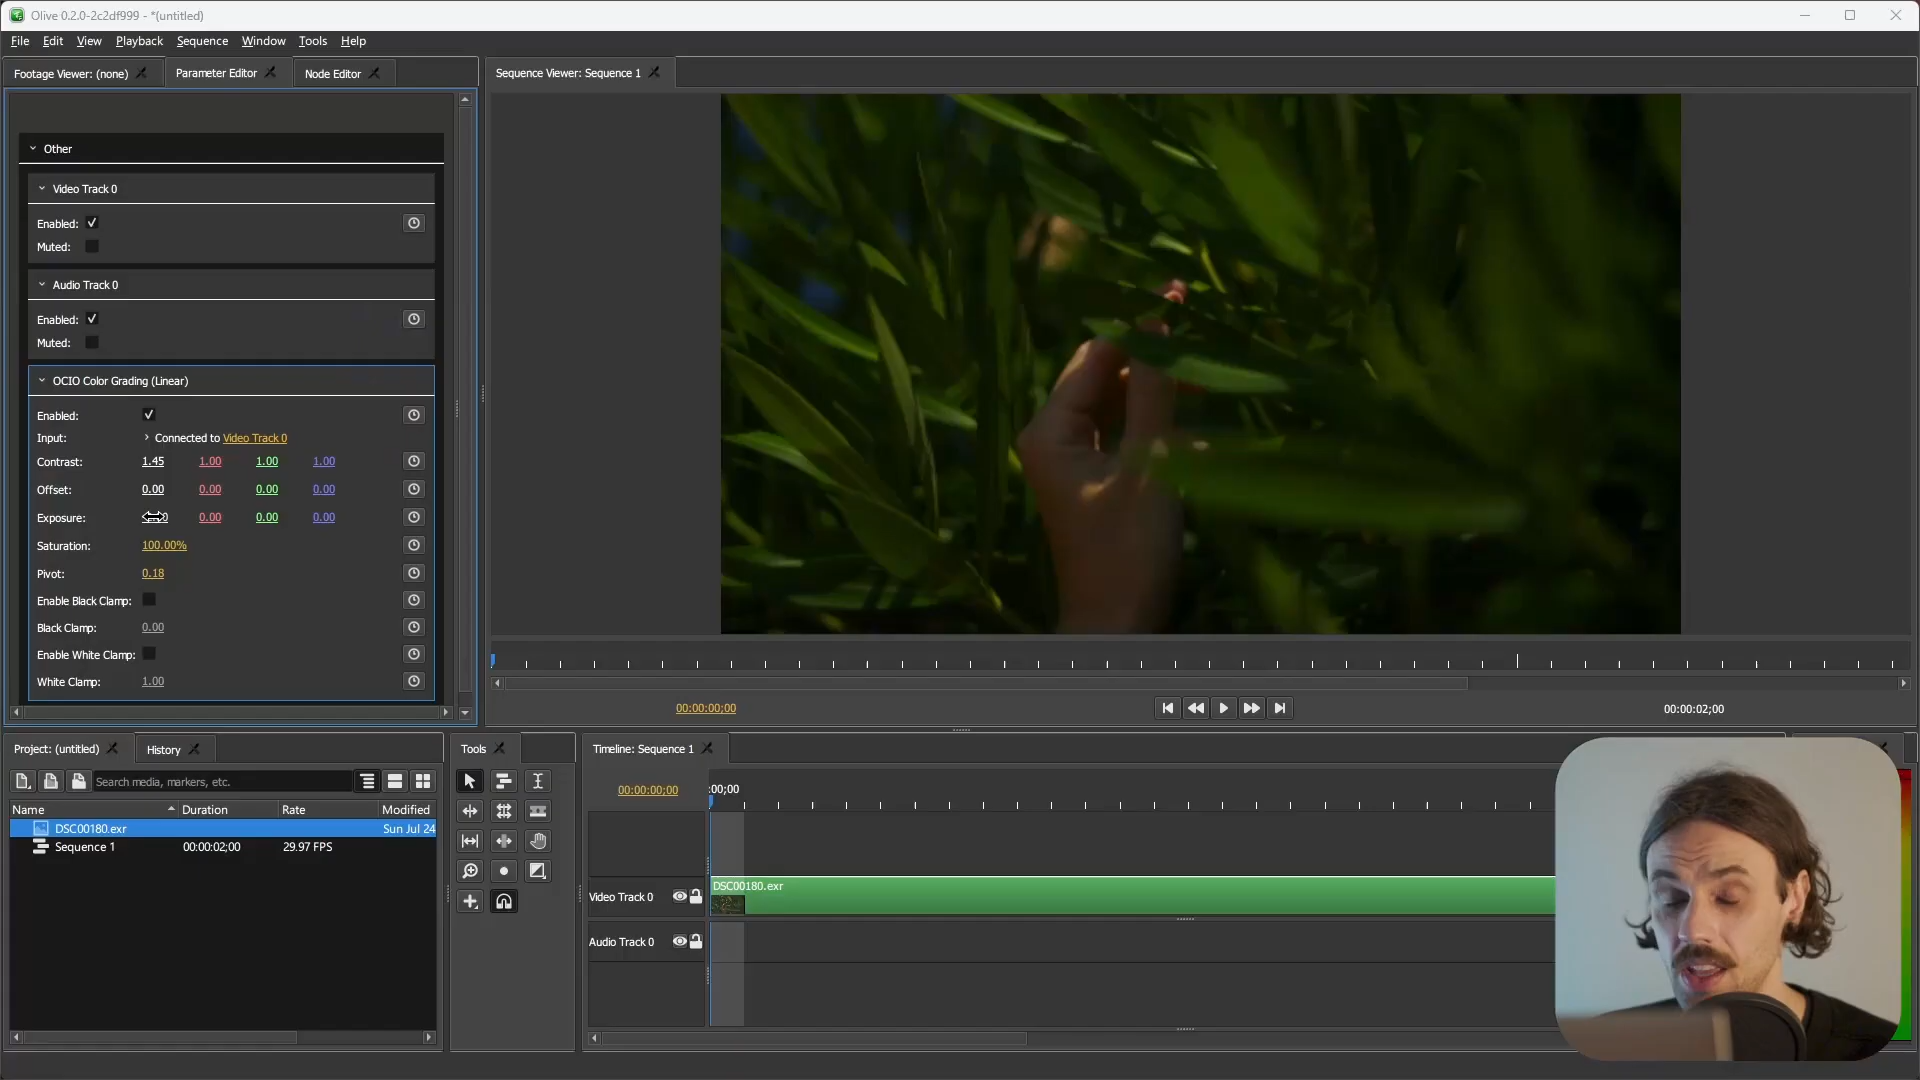 Olive 0.2.0-2c2df999 - *(untitled)
File Edit View Playback Sequence Window Tools Help
Footage Viewer: (none) Parameter Editor Node Editor
Sequence Viewer: Sequence 1
Other
Video Track 0
Enabled:
Muted:
Audio Track 0
Enabled:
Muted:
OCIO Color Grading (Linear)
Enabled:
Input: Connected to Video Track 0
Contrast: 1.45 1.00 1.00 1.00
Offset: 0.00 0.00 0.00 0.00
Exposure: 0.00 0.00 0.00
Saturation: 100.00%
Pivot: 0.18
Enable Black Clamp:
Black Clamp: 0.00
Enable White Clamp:
White Clamp: 1.00
00:00:00;00
00:00:02;00
Project: (untitled) History
Search media, markers, etc.
Name Duration Rate Modified
DSC00180.exr Sun Jul 24
Sequence 1 00:00:02;00 29.97 FPS
Tools
Timeline: Sequence 1
00:00:00;00
:00;00
DSC00180.exr
Video Track 0
Audio Track 0